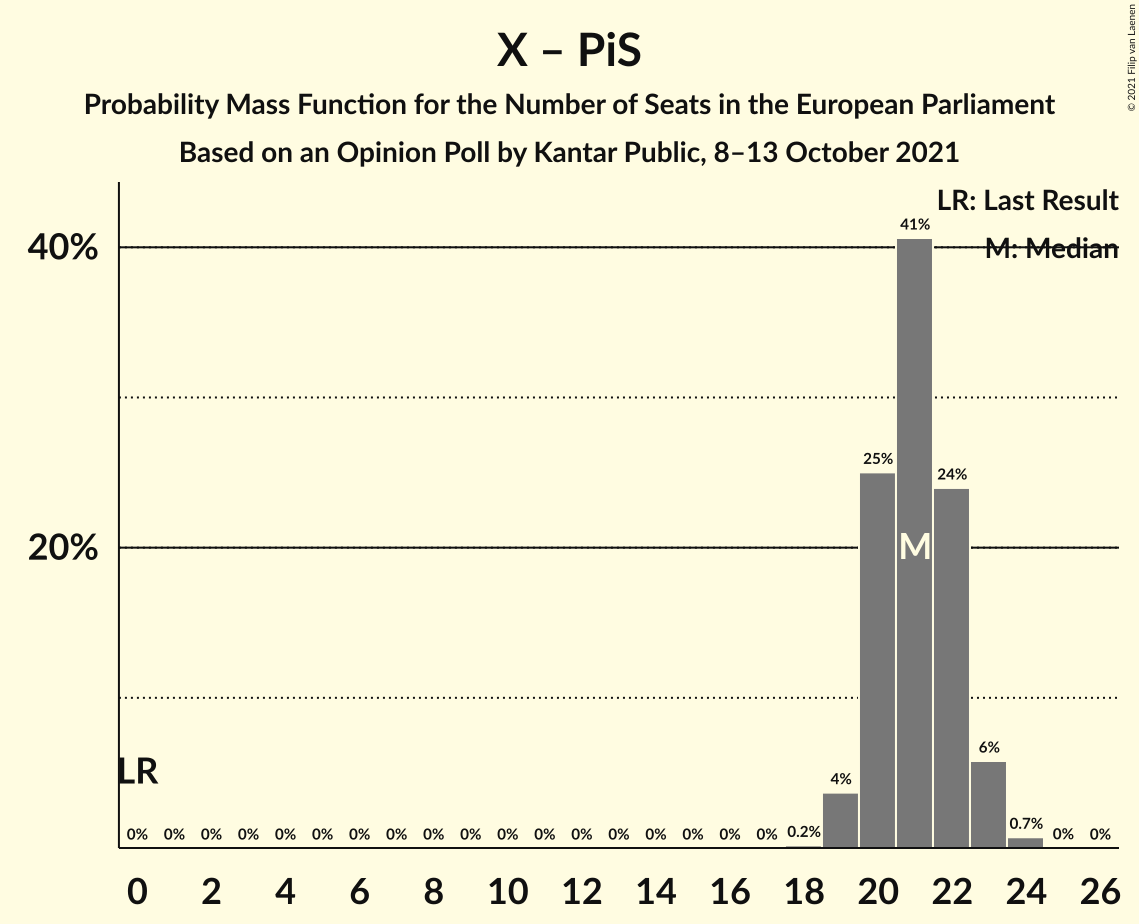 X – PiS
Probability Mass Function for the Number of Seats in the European Parliament
Based on an Opinion Poll by Kantar Public, 8–13 October 2021
© 2021 Filip van Laenen
LR: Last Result
M: Median
40%
20%
41%
25%
24%
M
6%
4%
0.7%
0.2%
LR
0% 0% 0% 0% 0% 0% 0% 0% 0% 0% 0% 0% 0% 0% 0% 0% 0% 0% 0% 0%
0 2 4 6 8 10 12 14 16 18 20 22 24 26